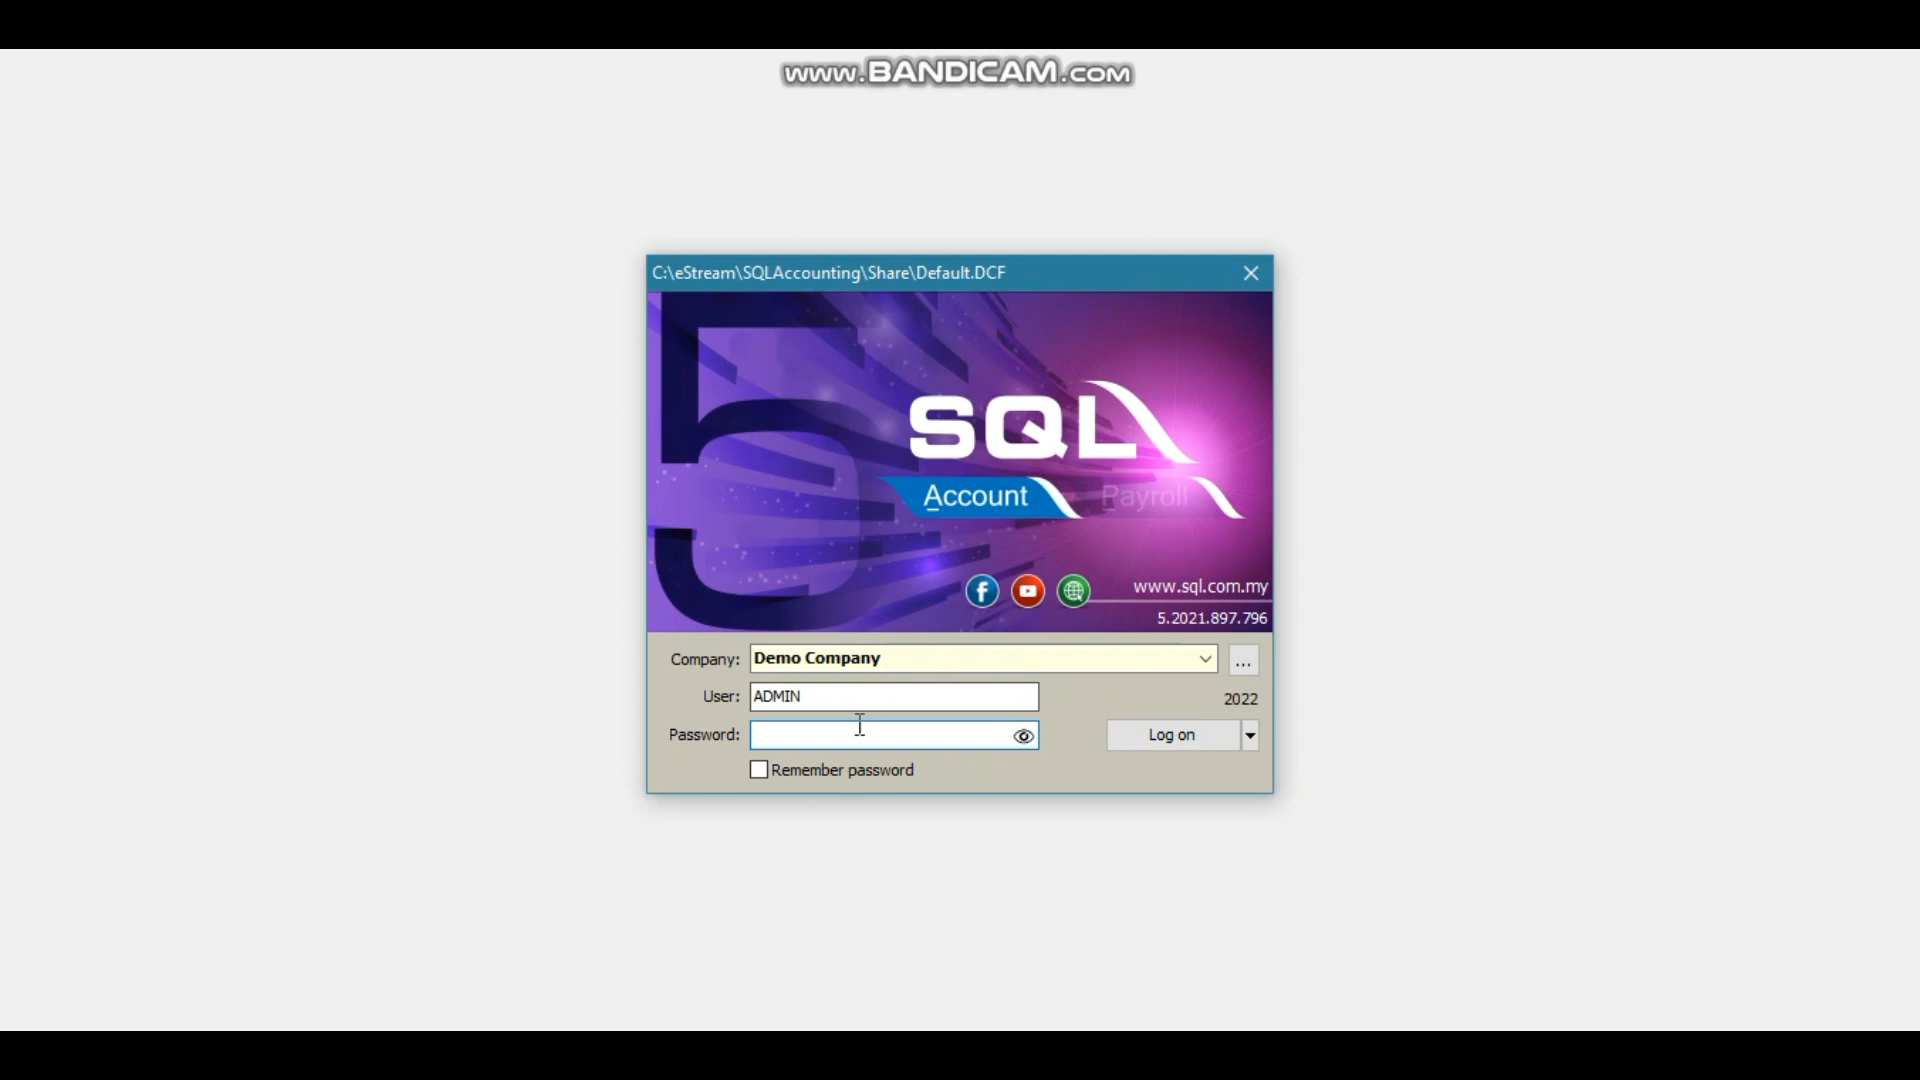 www.BANDICAM.com
C:\eStream\SQLAccounting\Share\Default.DCF
5
SQL
Account
Payroll
f
www.sql.com.my
5.2021.897.796
Company: Demo Company ...
User: ADMIN 2022
Password: Log on
Remember password